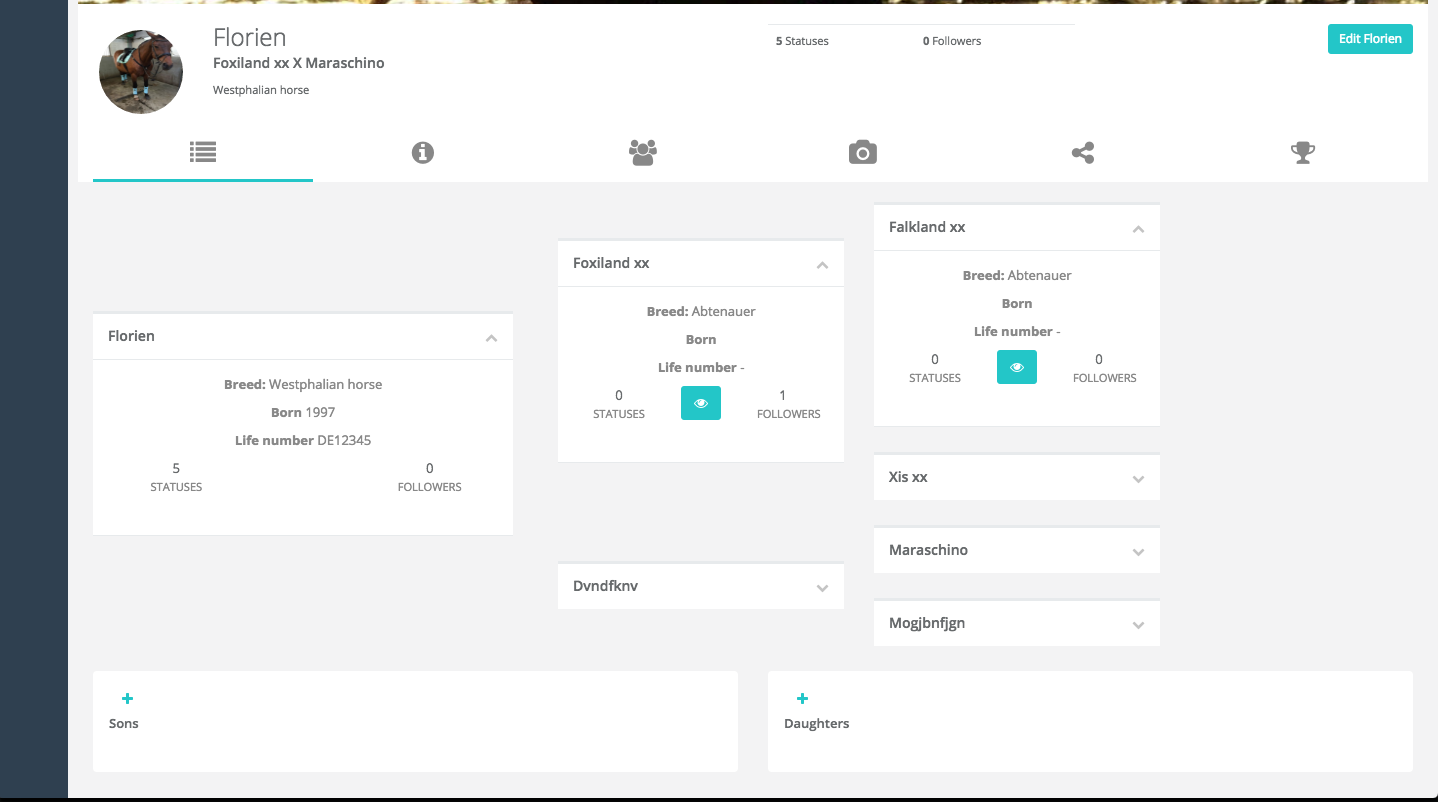 Florien
Foxiland xx X Maraschino
Westphalian horse
5 Statuses
0 Followers
Edit Florien
Florien
Breed: Westphalian horse
Born 1997
Life number DE12345
5
STATUSES
0
FOLLOWERS
Foxiland xx
Breed: Abtenauer
Born
Life number -
0
STATUSES
1
FOLLOWERS
Dvndfknv
Falkland xx
Breed: Abtenauer
Born
Life number -
0
STATUSES
0
FOLLOWERS
Xis xx
Maraschino
Mogjbnfjgn
Sons
Daughters